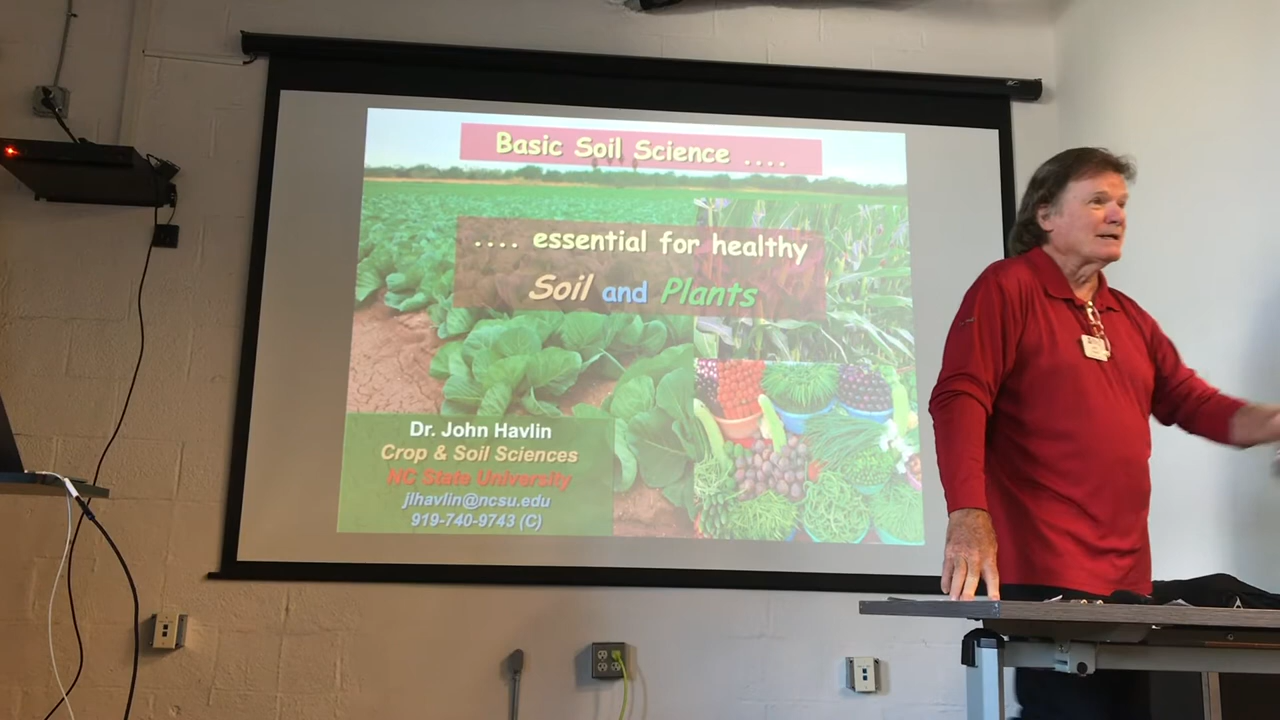 Basic Soil Science ....
.... essential for healthy
Soil and Plants
Dr. John Havlin
Crop & Soil Sciences
NC State University
jlhavlin@ncsu.edu
919-740-9743 (C)